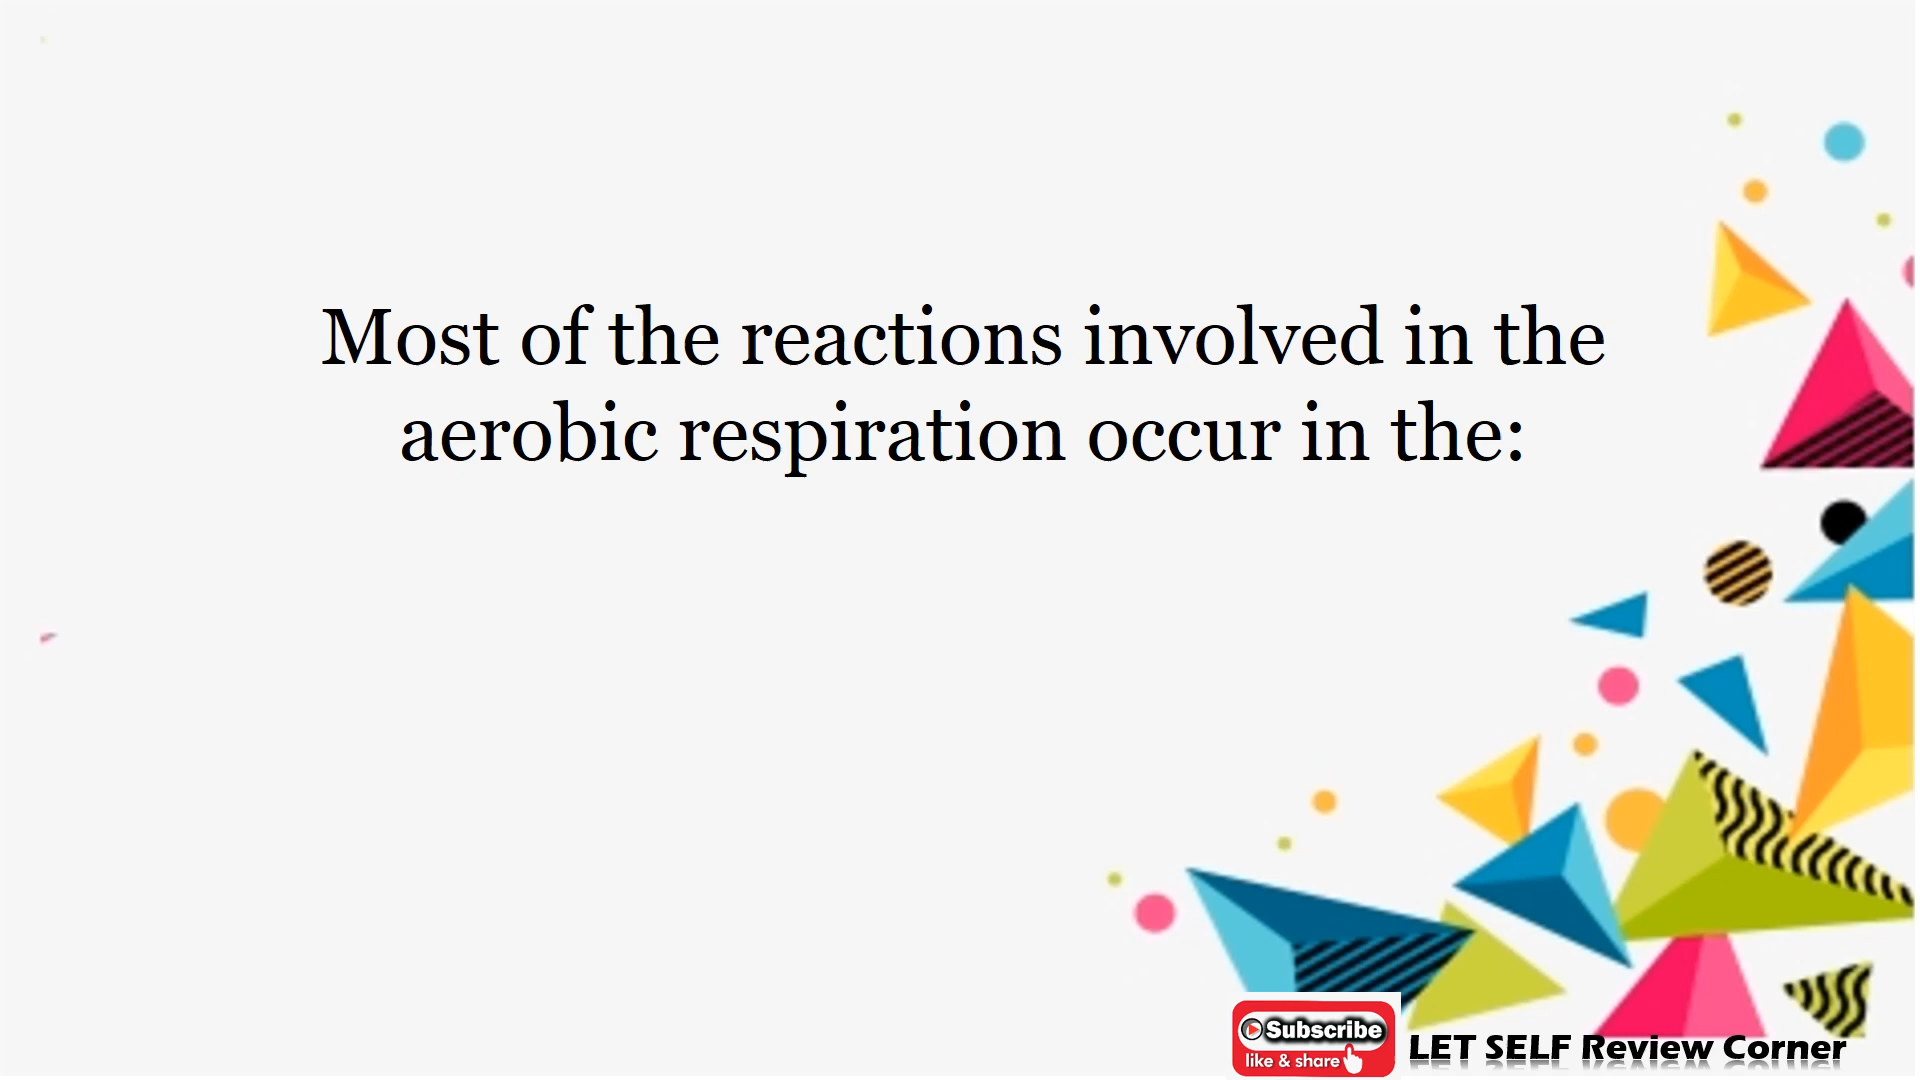 Most of the reactions involved in the
aerobic respiration occur in the:
Subscribe
like & share
LET SELF Review Corner